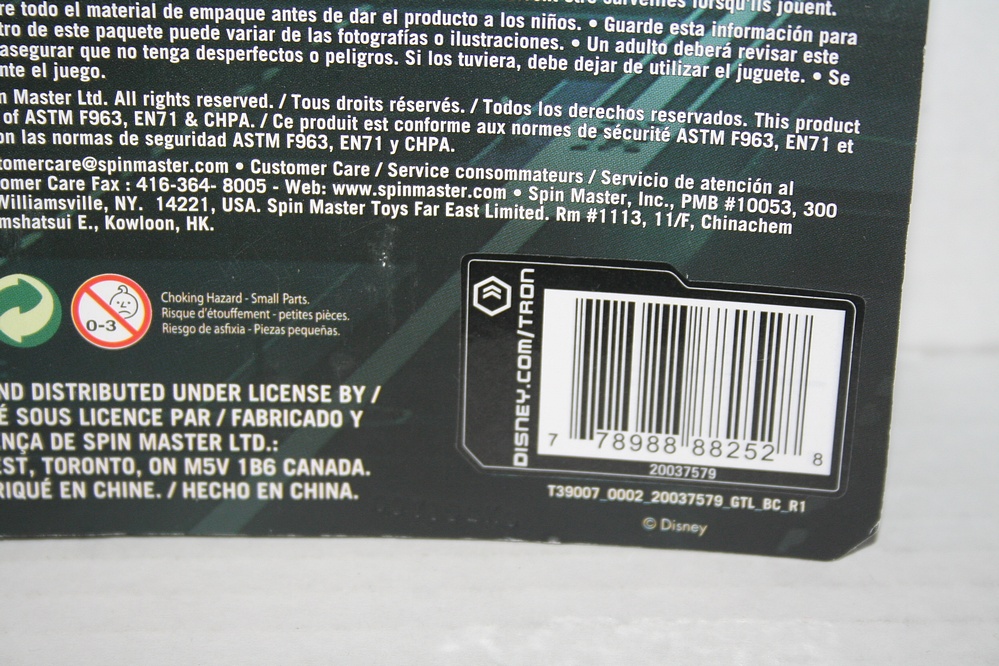 re todo el material de empaque antes de dar el producto a los niños. • Guarde esta información para
tro de este paquete puede variar de las fotografías o ilustraciones. • Un adulto deberá revisar este
asegurar que no tenga desperfectos o peligros. Si los tuviera, debe dejar de utilizar el juguete. • Se
nte el juego.
n Master Ltd. All rights reserved. / Tous droits réservés. / Todos los derechos reservados. This product
of ASTM F963, EN71 & CHPA. / Ce produit est conforme aux normes de sécurité ASTM F963, EN71 et
on las normas de seguridad ASTM F963, EN71 y CHPA.
tomercare@spinmaster.com • Customer Care / Service consommateurs / Servicio de atención al
omer Care Fax : 416-364- 8005 - Web: www.spinmaster.com • Spin Master, Inc., PMB #10053, 300
Williamsville, NY. 14221, USA. Spin Master Toys Far East Limited. Rm #1113, 11/F, Chinachem
mshatsui E., Kowloon, HK.
0-3
Choking Hazard - Small Parts.
Risque d'étouffement - petites pièces.
Riesgo de asfixia - Piezas pequeñas.
ND DISTRIBUTED UNDER LICENSE BY /
É SOUS LICENCE PAR / FABRICADO Y
ENÇA DE SPIN MASTER LTD.:
EST, TORONTO, ON M5V 1B6 CANADA.
RIQUÉ EN CHINE. / HECHO EN CHINA.
DISNEY.COM/TRON
7 78988 88252 8
20037579
T39007_0002_20037579_GTL_BC_R1
© Disney